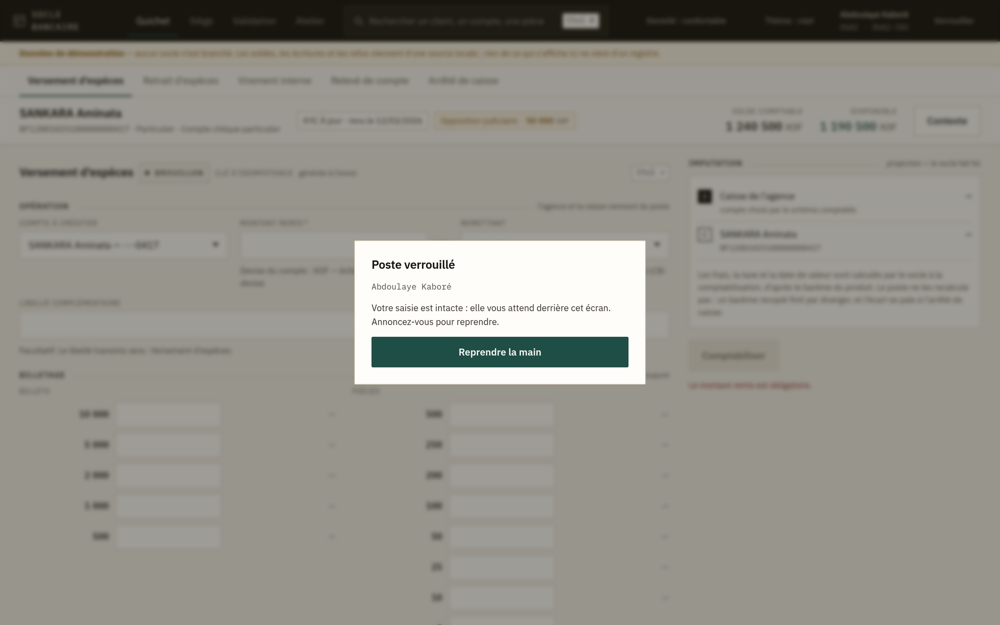 SOCLE
BANCAIRE
Guichet
Siège
Validation
Atelier
Rechercher un client, un compte, une pièce
Ctrl K
Densité : confortable
Thème : clair
Abdoulaye Kaboré
Verrouiller
Données de démonstration — aucun socle n'est branché. Les soldes, les écritures et les refus viennent d'une source locale ; rien de ce qui s'affiche ici ne vient d'un registre.
Versement d'espèces
Retrait d'espèces
Virement interne
Relevé de compte
Arrêté de caisse
SANKARA Aminata
Particulier · Compte chèque particulier
KYC À jour · revu le 12/03/2026
Opposition judiciaire : 50 000 XOF
SOLDE COMPTABLE
1 240 500 XOF
DISPONIBLE
1 190 500 XOF
Contexte
Versement d'espèces
BROUILLON
CLÉ D'IDEMPOTENCE générée à l'envoi
OPÉRATION
l'agence et la caisse viennent du poste
COMPTE À CRÉDITER
MONTANT REMIS *
REMETTANT
SANKARA Aminata — ···0417
Devise du compte : XOF —
devise
LIBELLÉ COMPLÉMENTAIRE
Facultatif. Le libellé transmis sera : Versement d'espèces
BILLETAGE
BILLETS
PIÈCES
10 000
—
500
—
5 000
—
250
—
2 000
—
200
—
1 000
—
100
—
500
—
50
—
25
—
10
—
IMPUTATION
projection — le socle fait foi
Caisse de l'agence
—
compte choisi par le schéma comptable
C
SANKARA Aminata
—
Les frais, la taxe et la date de valeur sont calculés par le socle à la
comptabilisation, d'après le barème du produit. Le poste ne les recalcule
pas : un barème recopié finit par diverger, et l'écart se paie à l'arrêté de
caisse.
Comptabiliser
Le montant remis est obligatoire.
Poste verrouillé
Abdoulaye Kaboré
Votre saisie est intacte : elle vous attend derrière cet écran.
Annoncez-vous pour reprendre.
Reprendre la main